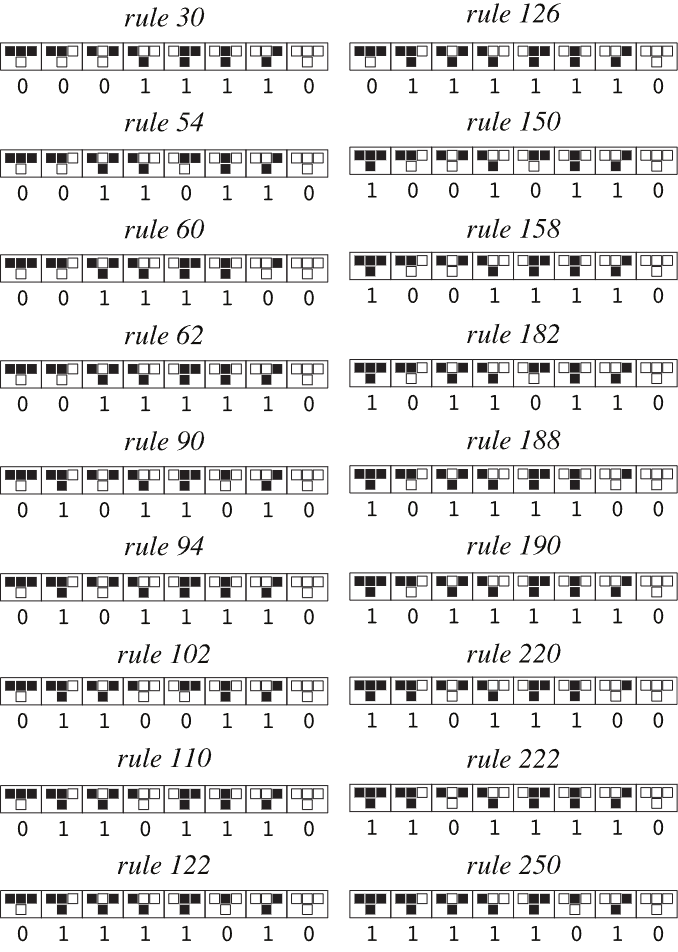 rule 30
0 0 0 1 1 1 1 0
rule 54
0 0 1 1 0 1 1 0
rule 60
0 0 1 1 1 1 0 0
rule 62
0 0 1 1 1 1 1 0
rule 90
0 1 0 1 1 0 1 0
rule 94
0 1 0 1 1 1 1 0
rule 102
0 1 1 0 0 1 1 0
rule 110
0 1 1 0 1 1 1 0
rule 122
0 1 1 1 1 0 1 0
rule 126
0 1 1 1 1 1 1 0
rule 150
1 0 0 1 0 1 1 0
rule 158
1 0 0 1 1 1 1 0
rule 182
1 0 1 1 0 1 1 0
rule 188
1 0 1 1 1 1 0 0
rule 190
1 0 1 1 1 1 1 0
rule 220
1 1 0 1 1 1 0 0
rule 222
1 1 0 1 1 1 1 0
rule 250
1 1 1 1 1 0 1 0